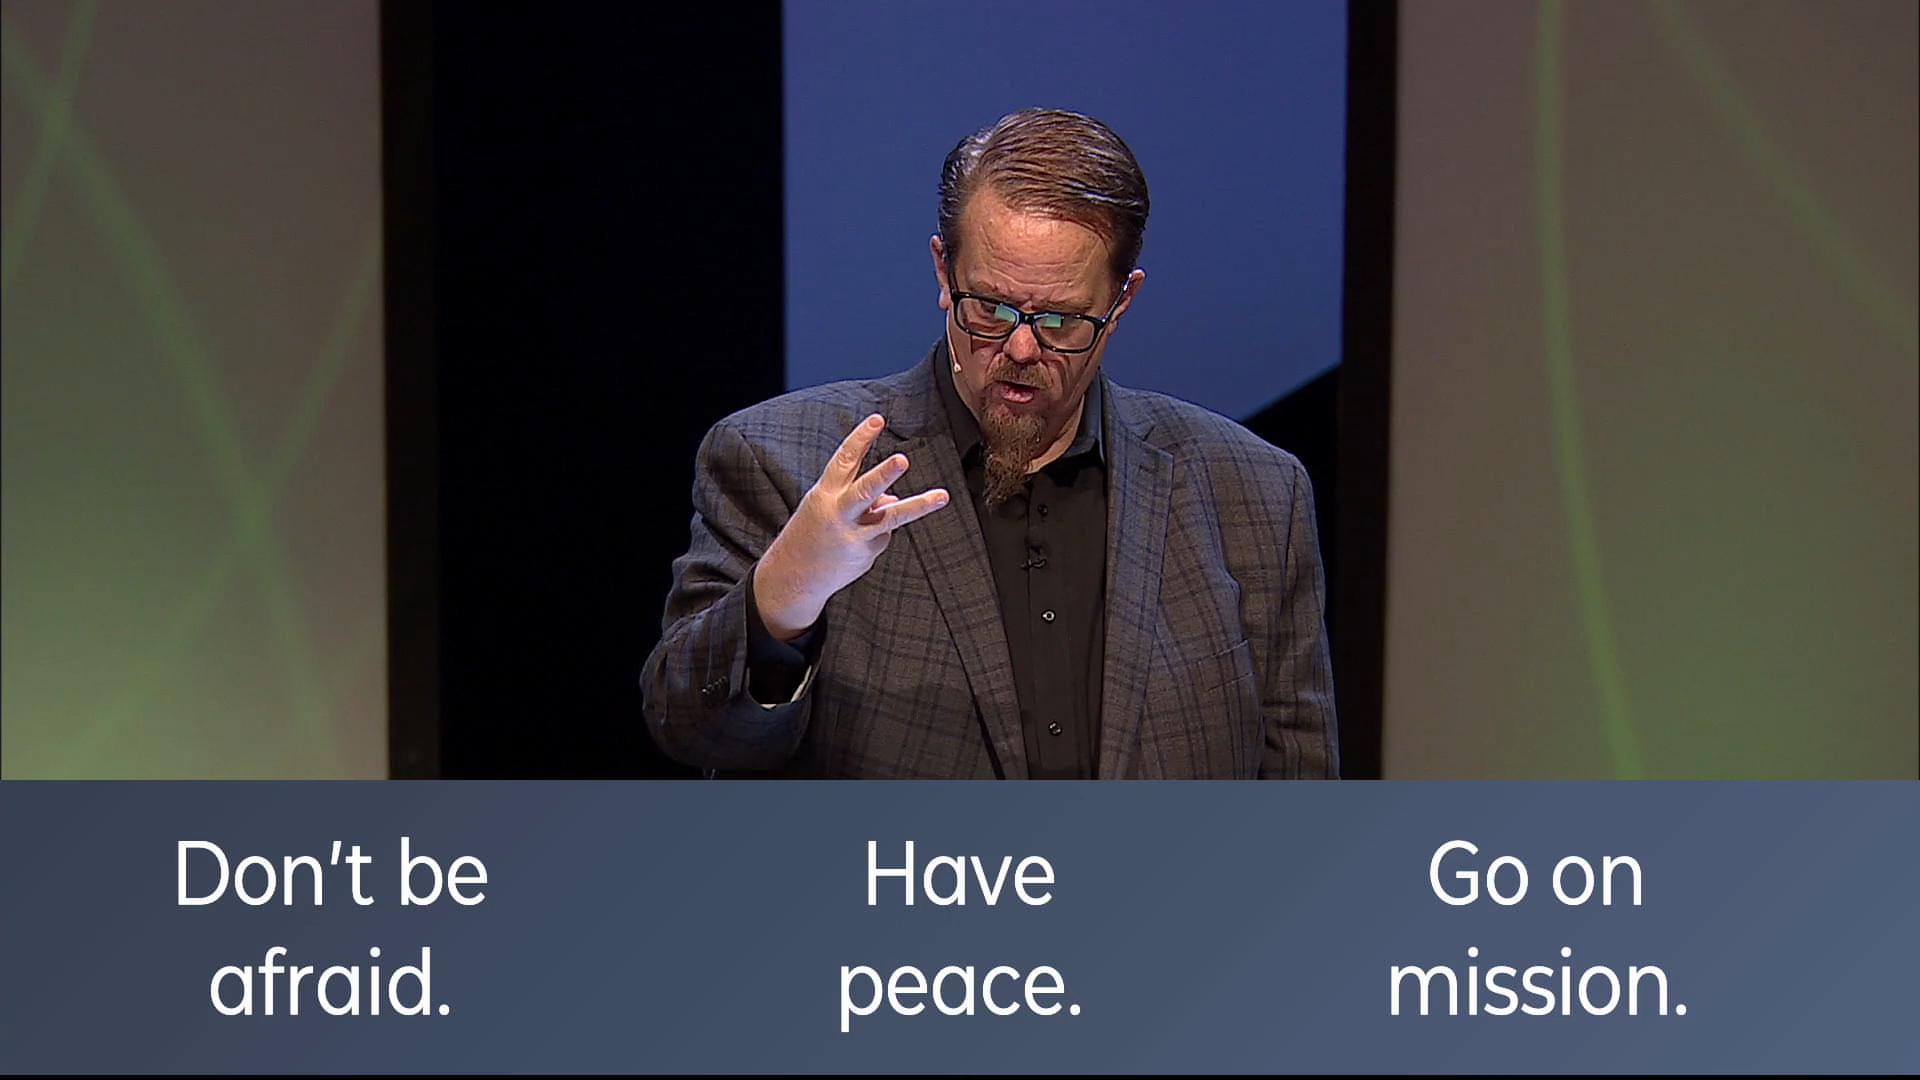 Don't be
afraid.
Have
peace.
Go on
mission.